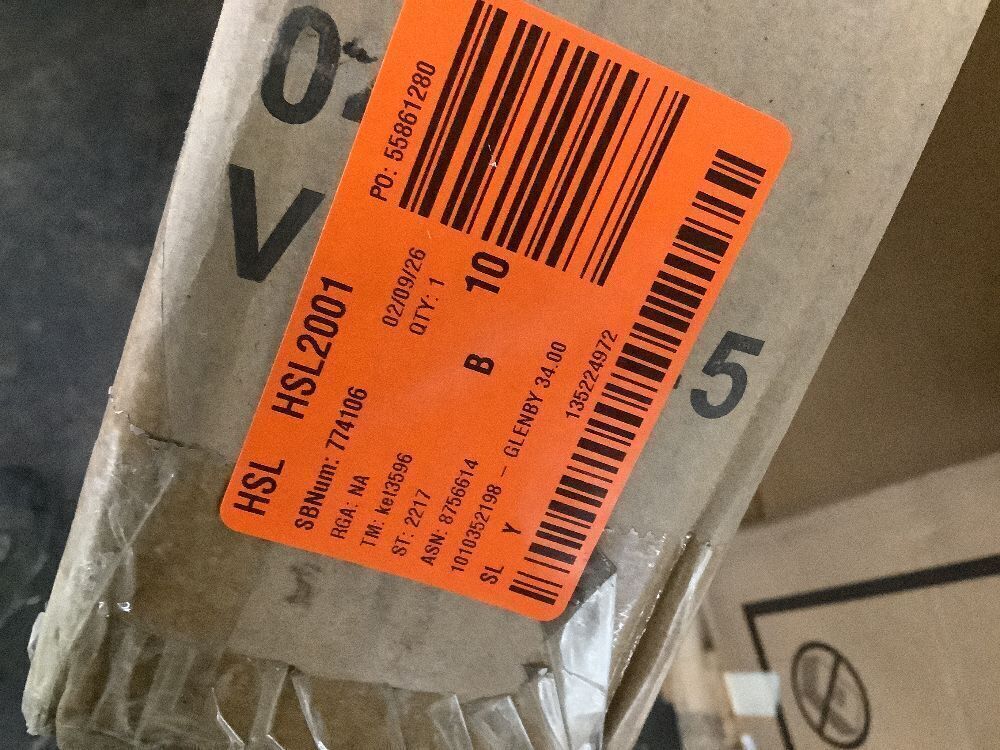 HSL HSL2001
SBNum: 774106
RGA: NA
TM: ket3596
ST: 2217
ASN: 8756614
1010352198 - GLENBY 34.00
SL Y
PO: 55861280
02/09/26
QTY: 1
B 10
135224972
V
5